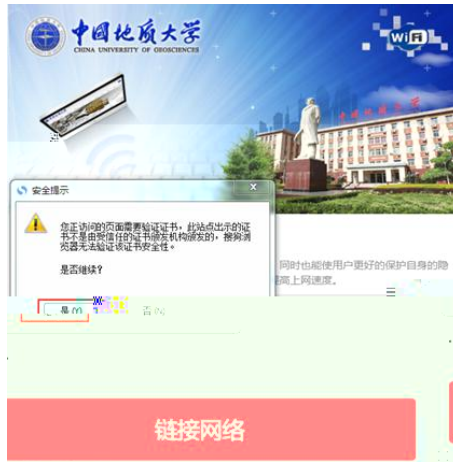 中国地质大学
CHINA UNIVERSITY OF GEOSCIENCES
WiFi
安全提示
x
您正访问的页面需要验证证书，此站点出示的证
书不是由受信任的证书颁发机构颁发的，搜狗浏
览器无法验证该证书安全性。
是否继续？
同时也能使用户更好的保护自身的隐
高上网速度。
是(Y)
否(N)
链接网络